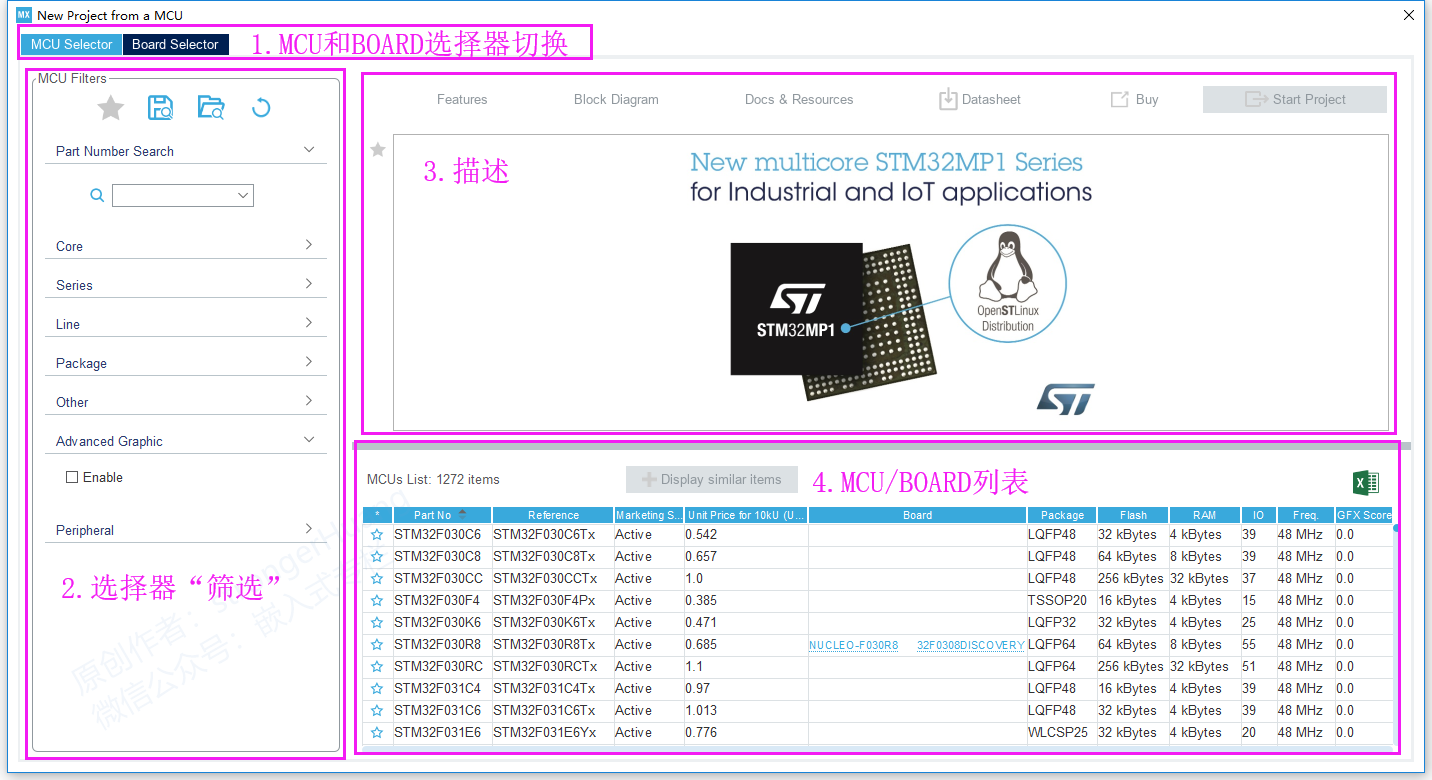 MX New Project from a MCU
MCU Selector Board Selector 1.MCU和BOARD选择器切换
MCU Filters
Part Number Search
Core
Series
Line
Package
Other
Advanced Graphic
Enable
Peripheral
2.选择器“筛选”
原创作者:
微信公众号: 嵌入式专栏
Features Block Diagram Docs & Resources Datasheet Buy Start Project
3.描述
New multicore STM32MP1 Series
for Industrial and IoT applications
ST
STM32MP1
OpenSTLinux
Distribution
ST
MCUs List: 1272 items Display similar items 4.MCU/BOARD列表
* Part No Reference Marketing S... Unit Price for 10kU (U... Board Package Flash RAM IO Freq. GFX Score
STM32F030C6 STM32F030C6Tx Active 0.542 LQFP48 32 kBytes 4 kBytes 39 48 MHz 0.0
STM32F030C8 STM32F030C8Tx Active 0.657 LQFP48 64 kBytes 8 kBytes 39 48 MHz 0.0
STM32F030CC STM32F030CCTx Active 1.0 LQFP48 256 kBytes 32 kBytes 37 48 MHz 0.0
STM32F030F4 STM32F030F4Px Active 0.385 TSSOP20 16 kBytes 4 kBytes 15 48 MHz 0.0
STM32F030K6 STM32F030K6Tx Active 0.471 LQFP32 32 kBytes 4 kBytes 25 48 MHz 0.0
STM32F030R8 STM32F030R8Tx Active 0.685 NUCLEO-F030R8 32F0308DISCOVERY LQFP64 64 kBytes 8 kBytes 55 48 MHz 0.0
STM32F030RC STM32F030RCTx Active 1.1 LQFP64 256 kBytes 32 kBytes 51 48 MHz 0.0
STM32F031C4 STM32F031C4Tx Active 0.97 LQFP48 16 kBytes 4 kBytes 39 48 MHz 0.0
STM32F031C6 STM32F031C6Tx Active 1.013 LQFP48 32 kBytes 4 kBytes 39 48 MHz 0.0
STM32F031E6 STM32F031E6Yx Active 0.776 WLCSP25 32 kBytes 4 kBytes 20 48 MHz 0.0